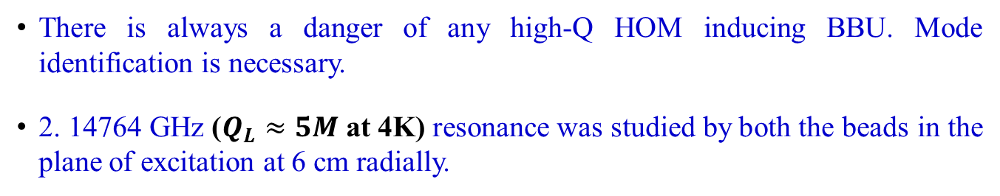 • There is always a danger of any high-Q HOM inducing BBU. Mode
identification is necessary.
• 2. 14764 GHz (𝑸𝑳 ≈ 𝟓𝑴 at 4K) resonance was studied by both the beads in the
plane of excitation at 6 cm radially.